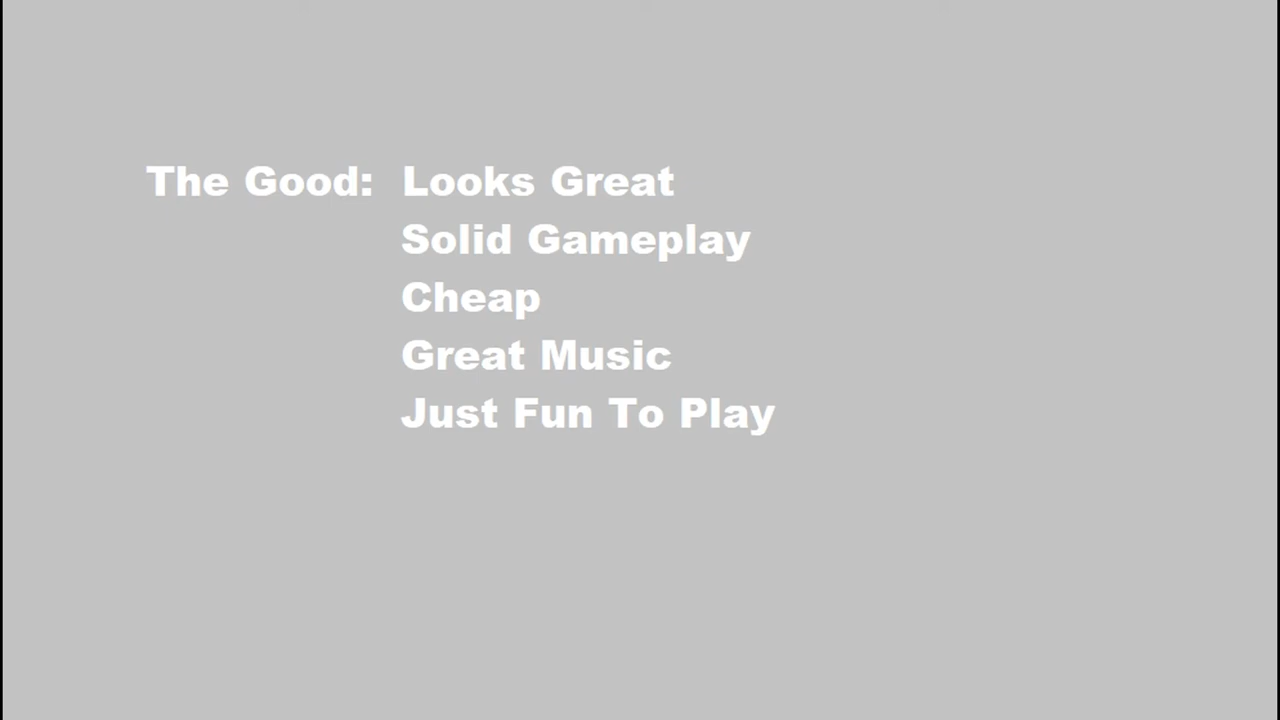 The Good: Looks Great
Solid Gameplay
Cheap
Great Music
Just Fun To Play